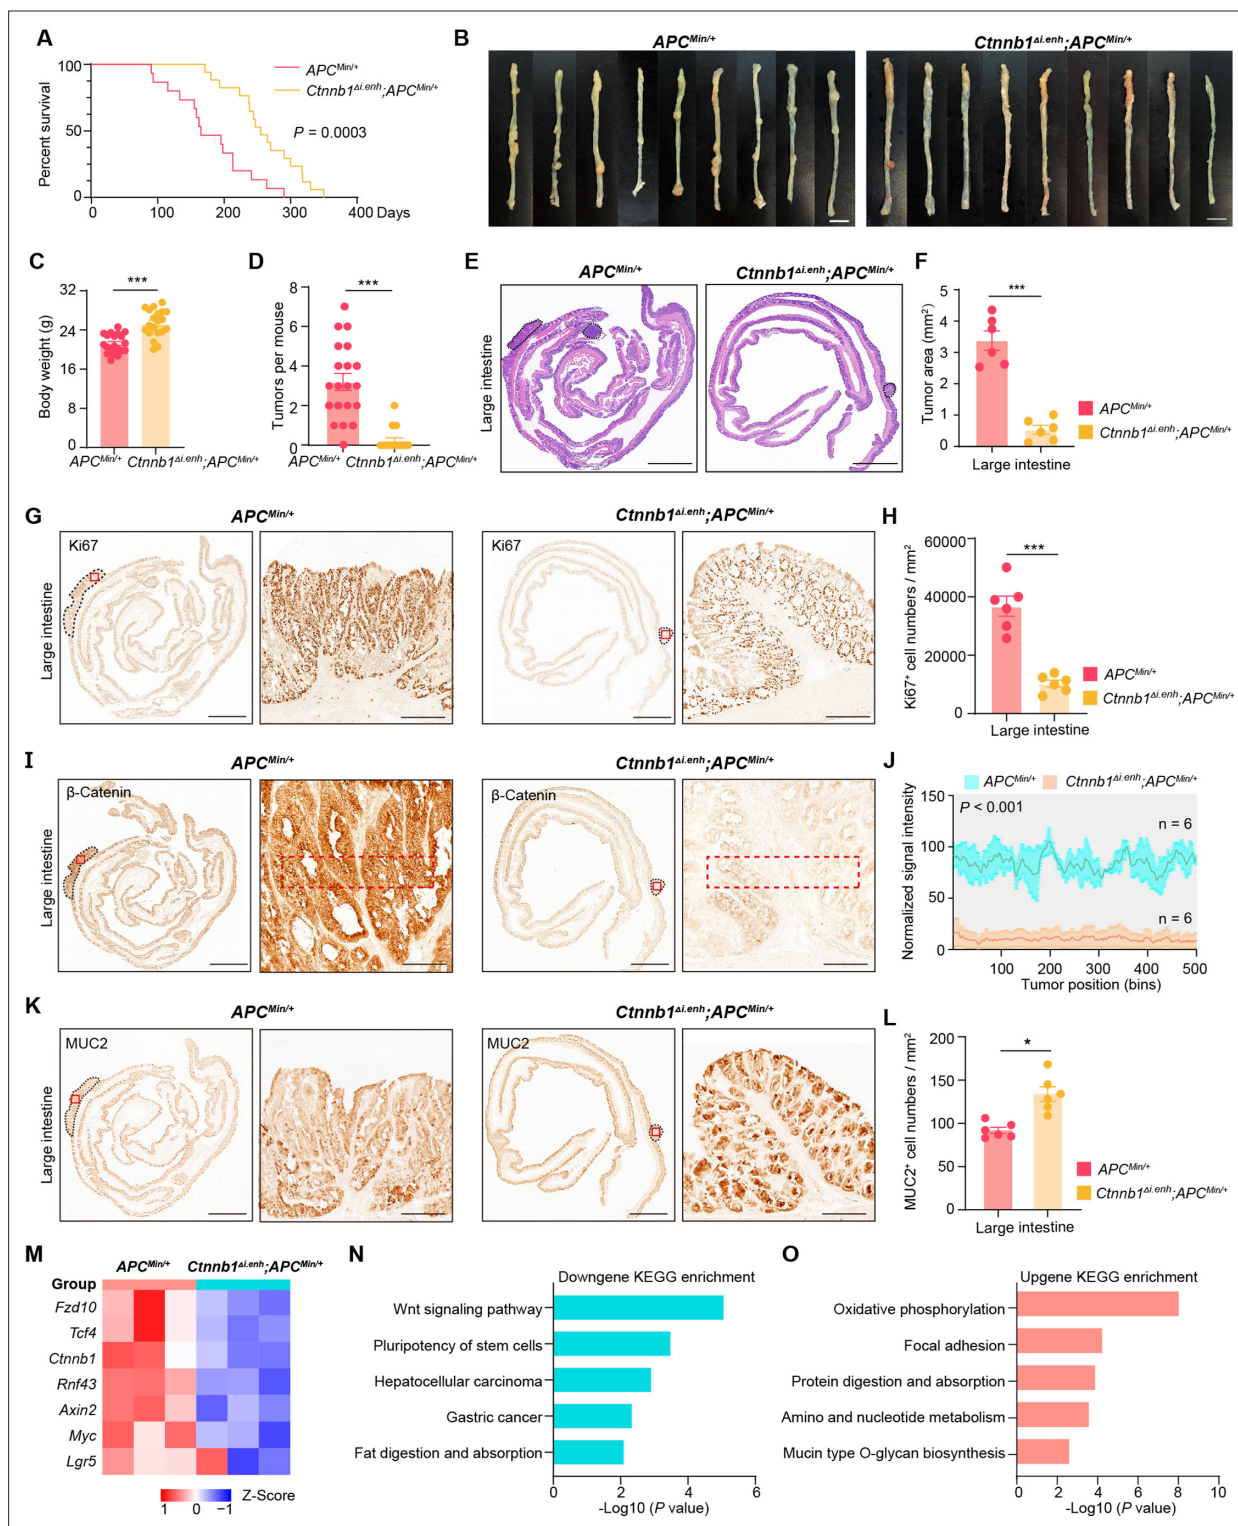 A
100
50
0
Percent survival
0 100 200 300 400 Days
APCMin/+
Ctnnb1Δi.enh;APCMin/+
P = 0.0003
B
APCMin/+
Ctnnb1Δi.enh;APCMin/+
C
***
32
24
16
8
0
Body weight (g)
APCMin/+ Ctnnb1Δi.enh;APCMin/+
D
***
8
6
4
2
0
Tumors per mouse
APCMin/+ Ctnnb1Δi.enh;APCMin/+
E
APCMin/+
Ctnnb1Δi.enh;APCMin/+
Large intestine
F
***
5
4
3
2
1
0
Tumor area (mm²)
Large intestine
APCMin/+
Ctnnb1Δi.enh;APCMin/+
G
APCMin/+
Ctnnb1Δi.enh;APCMin/+
Large intestine
Ki67
Ki67
H
***
60000
40000
20000
0
Ki67⁺ cell numbers / mm²
Large intestine
APCMin/+
Ctnnb1Δi.enh;APCMin/+
I
APCMin/+
Ctnnb1Δi.enh;APCMin/+
Large intestine
β-Catenin
β-Catenin
J
APCMin/+ Ctnnb1Δi.enh;APCMin/+
150
100
50
0
Normalized signal intensity
P < 0.001
n = 6
n = 6
100 200 300 400 500
Tumor position (bins)
K
APCMin/+
Ctnnb1Δi.enh;APCMin/+
Large intestine
MUC2
MUC2
L
*
200
150
100
50
0
MUC2⁺ cell numbers / mm²
Large intestine
APCMin/+
Ctnnb1Δi.enh;APCMin/+
M
APCMin/+ Ctnnb1Δi.enh;APCMin/+
Group
Fzd10
Tcf4
Ctnnb1
Rnf43
Axin2
Myc
Lgr5
1 0 −1 Z-Score
N
Downgene KEGG enrichment
Wnt signaling pathway
Pluripotency of stem cells
Hepatocellular carcinoma
Gastric cancer
Fat digestion and absorption
0 2 4 6
-Log10 (P value)
O
Upgene KEGG enrichment
Oxidative phosphorylation
Focal adhesion
Protein digestion and absorption
Amino and nucleotide metabolism
Mucin type O-glycan biosynthesis
0 2 4 6 8 10
-Log10 (P value)